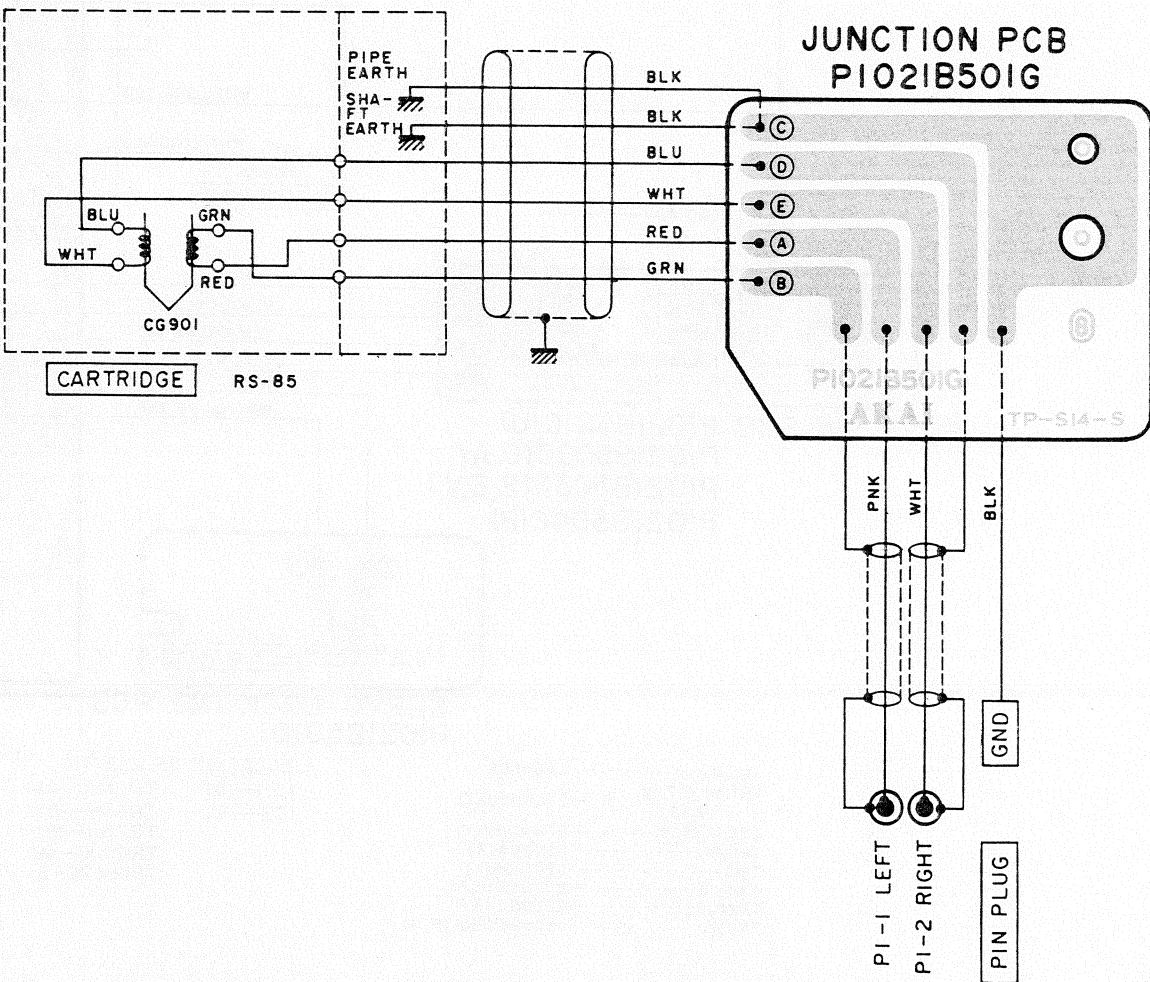 JUNCTION PCB
P1021B501G
PIPE
EARTH
SHA-
FT
EARTH
BLK
BLK
BLU
WHT
RED
GRN
C
D
E
A
B
BLU
GRN
WHT
RED
CG901
CARTRIDGE
RS-85
8
P1021B501G
AKAI
TP-S14-S
PNK
WHT
BLK
GND
P1-1 LEFT
P1-2 RIGHT
PIN PLUG